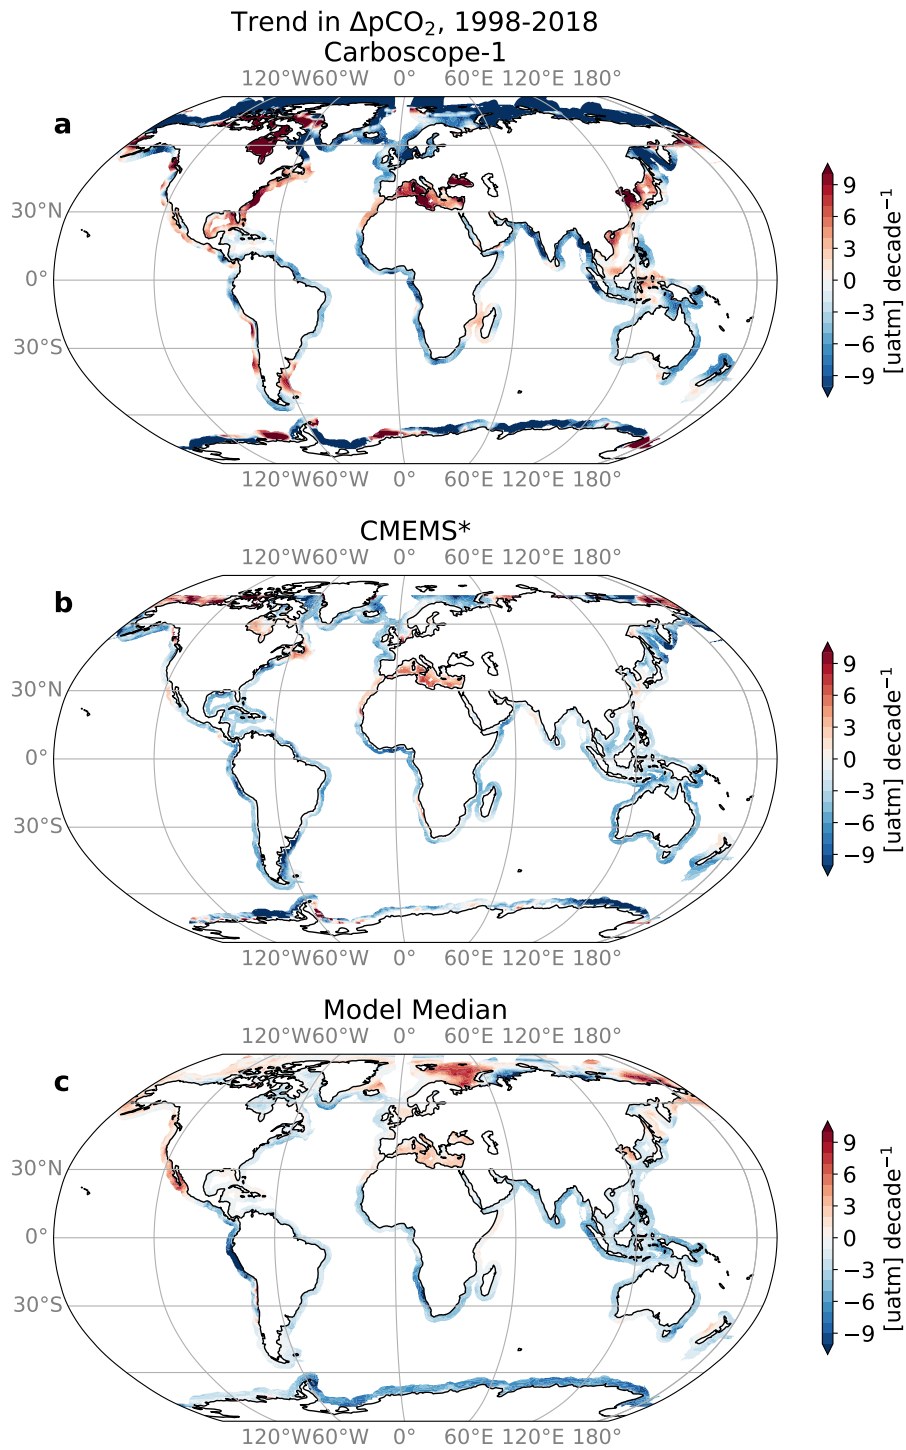 Trend in ΔpCO₂, 1998-2018
Carboscope-1
120°W60°W 0° 60°E 120°E 180°
a
30°N
0°
30°S
120°W60°W 0° 60°E 120°E 180°
9
6
3
0
−3
−6
−9
[uatm] decade⁻¹
CMEMS*
120°W60°W 0° 60°E 120°E 180°
b
30°N
0°
30°S
120°W60°W 0° 60°E 120°E 180°
9
6
3
0
−3
−6
−9
[uatm] decade⁻¹
Model Median
120°W60°W 0° 60°E 120°E 180°
c
30°N
0°
30°S
120°W60°W 0° 60°E 120°E 180°
9
6
3
0
−3
−6
−9
[uatm] decade⁻¹